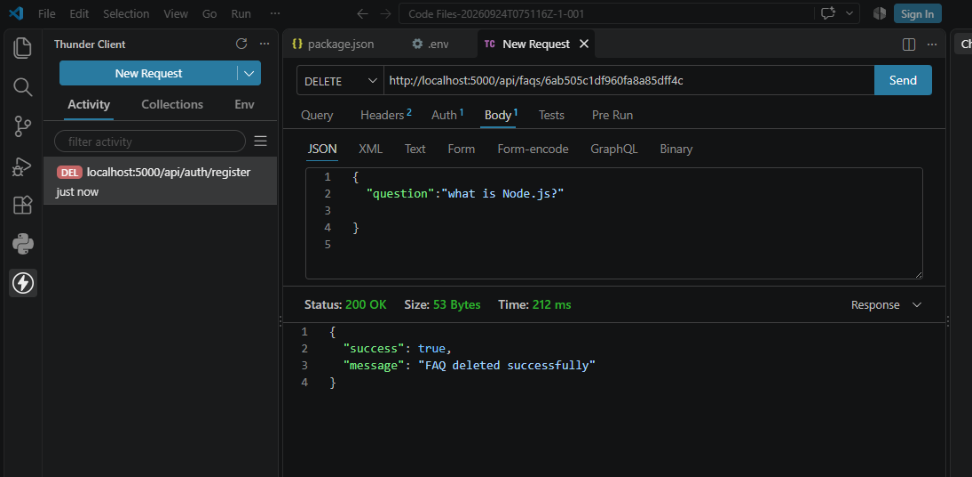 File Edit Selection View Go Run ··· Code Files-20260924T075116Z-1-001 Sign In
Thunder Client ···
New Request
Activity Collections Env
filter activity
DEL localhost:5000/api/auth/register
just now
{} package.json .env TC New Request ···
DELETE http://localhost:5000/api/faqs/6ab505c1df960fa8a85dff4c Send
Query Headers 2 Auth 1 Body 1 Tests Pre Run
JSON XML Text Form Form-encode GraphQL Binary
1 {
2 "question":"what is Node.js?"
3
4 }
5
Status: 200 OK Size: 53 Bytes Time: 212 ms Response
1 {
2 "success": true,
3 "message": "FAQ deleted successfully"
4 }
Ch